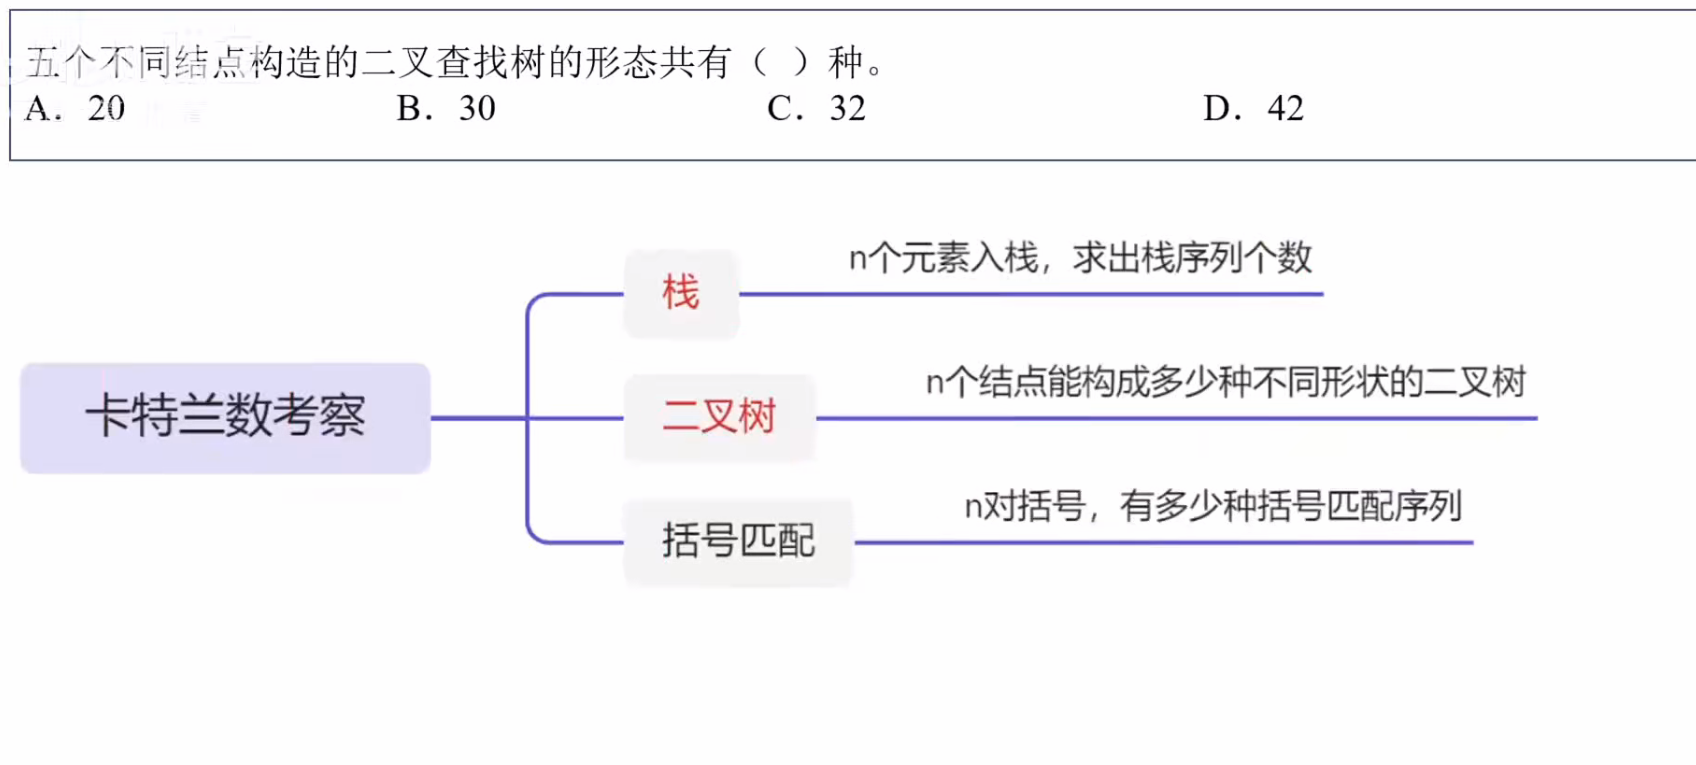 五个不同结点构造的二叉查找树的形态共有（ ）种。
A. 20 B. 30 C. 32 D. 42
n个元素入栈，求出栈序列个数
栈
n个结点能构成多少种不同形状的二叉树
卡特兰数考察
二叉树
n对括号，有多少种括号匹配序列
括号匹配